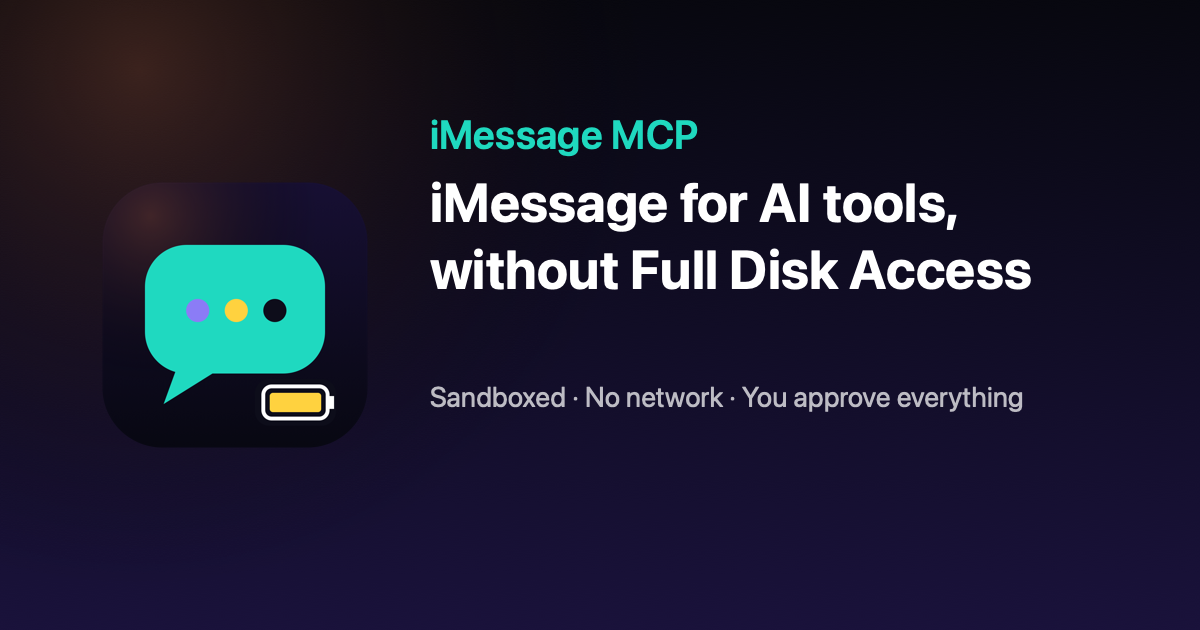 iMessage MCP
iMessage for AI tools,
without Full Disk Access
Sandboxed · No network · You approve everything